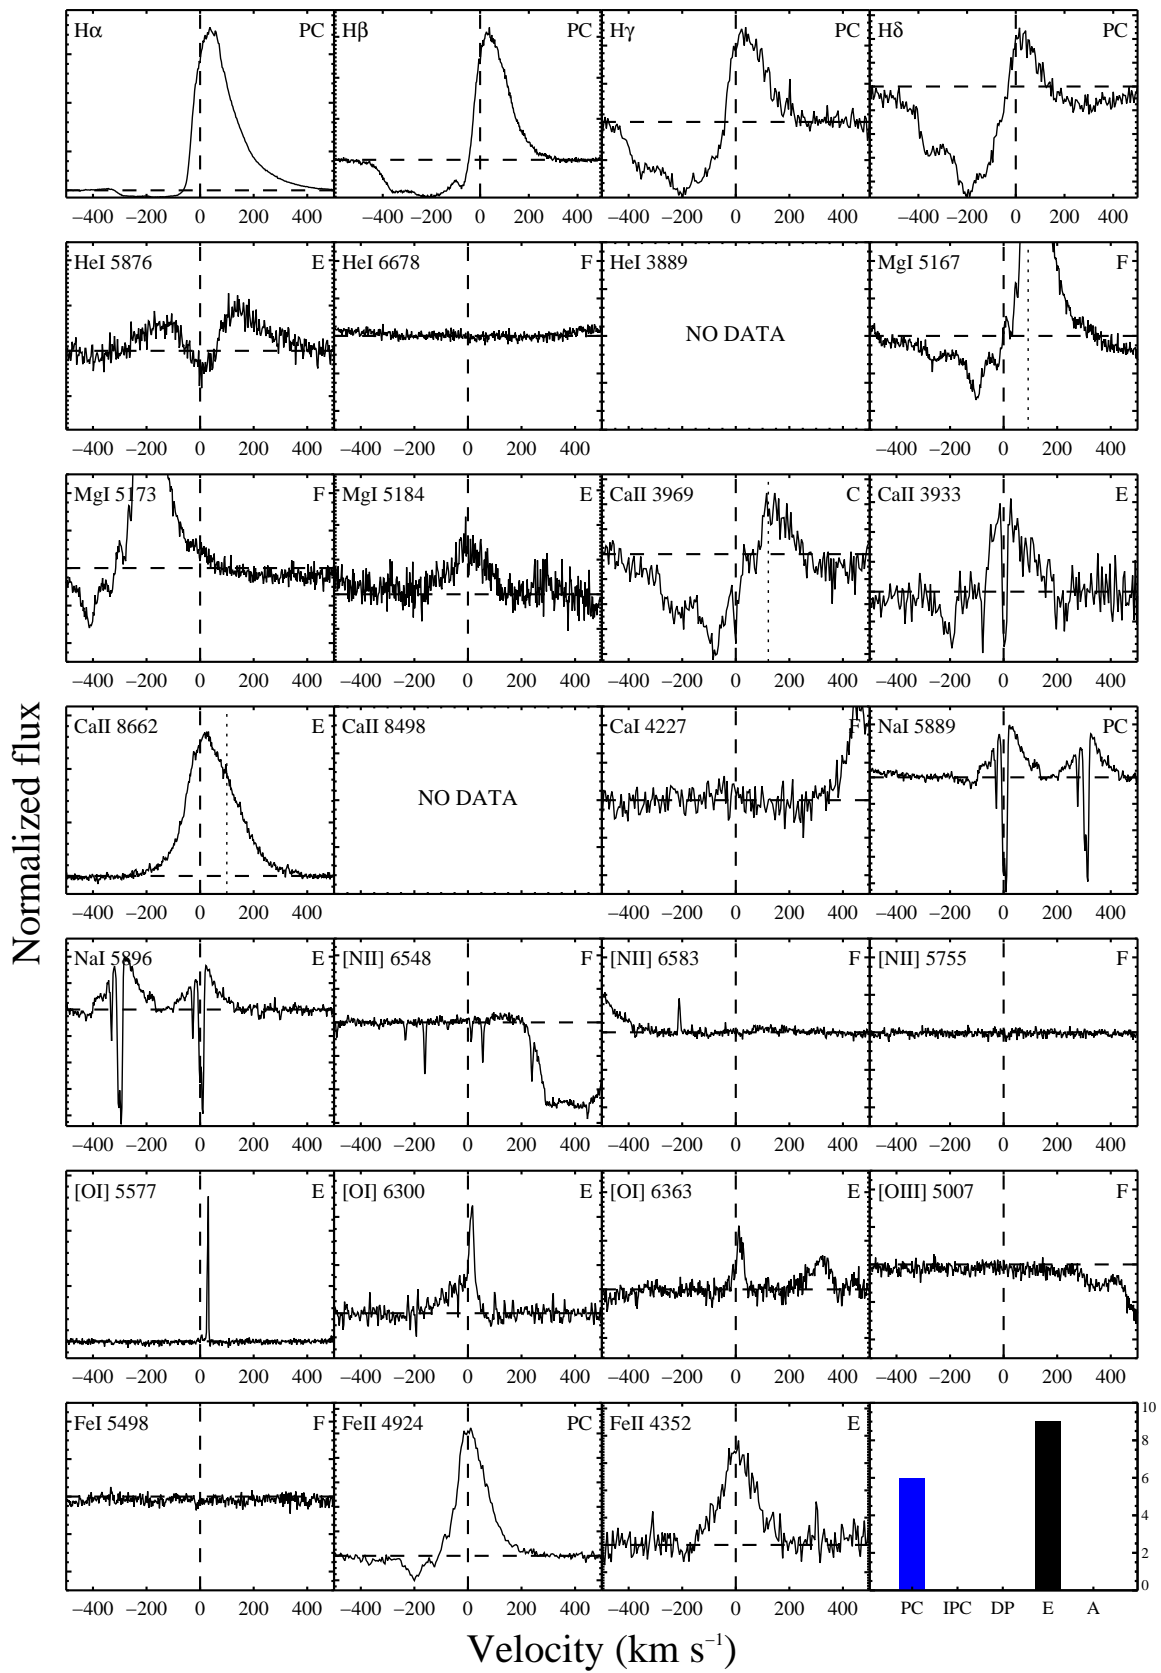 Hα PC
Hβ PC
Hγ PC
Hδ PC
−400 −200 0 200 400
−400 −200 0 200 400
−400 −200 0 200 400
−400 −200 0 200 400
HeI 5876 E
HeI 6678 F
HeI 3889
NO DATA
MgI 5167 F
−400 −200 0 200 400
−400 −200 0 200 400
−400 −200 0 200 400
−400 −200 0 200 400
MgI 5173 F
MgI 5184 E
CaII 3969 C
CaII 3933 E
−400 −200 0 200 400
−400 −200 0 200 400
−400 −200 0 200 400
−400 −200 0 200 400
CaII 8662 E
CaII 8498
NO DATA
CaI 4227 F
NaI 5889 PC
−400 −200 0 200 400
−400 −200 0 200 400
−400 −200 0 200 400
−400 −200 0 200 400
NaI 5896 E
[NII] 6548 F
[NII] 6583 F
[NII] 5755 F
−400 −200 0 200 400
−400 −200 0 200 400
−400 −200 0 200 400
−400 −200 0 200 400
[OI] 5577 E
[OI] 6300 E
[OI] 6363 E
[OIII] 5007 F
−400 −200 0 200 400
−400 −200 0 200 400
−400 −200 0 200 400
−400 −200 0 200 400
FeI 5498 F
FeII 4924 PC
FeII 4352 E
10
8
6
4
2
0
−400 −200 0 200 400
−400 −200 0 200 400
−400 −200 0 200 400
PC IPC DP E A
Normalized flux
Velocity (km s⁻¹)